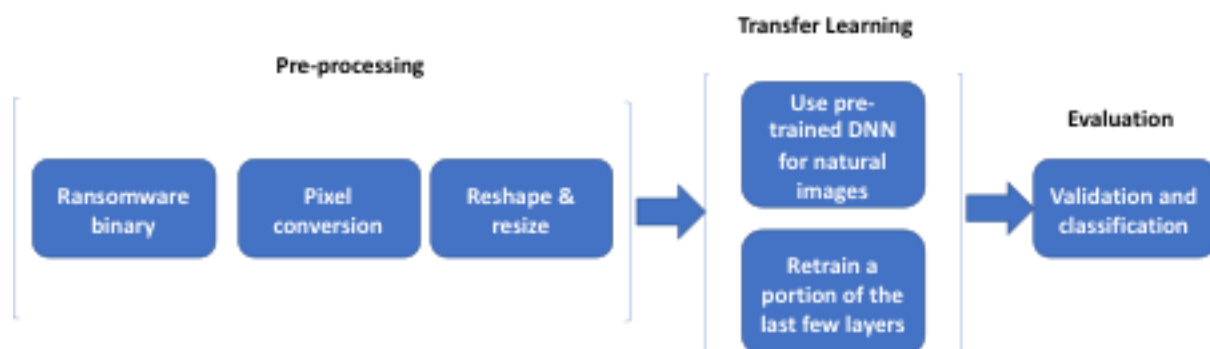 Pre-processing
Ransomware
binary
Pixel
conversion
Reshape &
resize
Transfer Learning
Use pre-
trained DNN
for natural
images
Retrain a
portion of the
last few layers
Evaluation
Validation and
classification